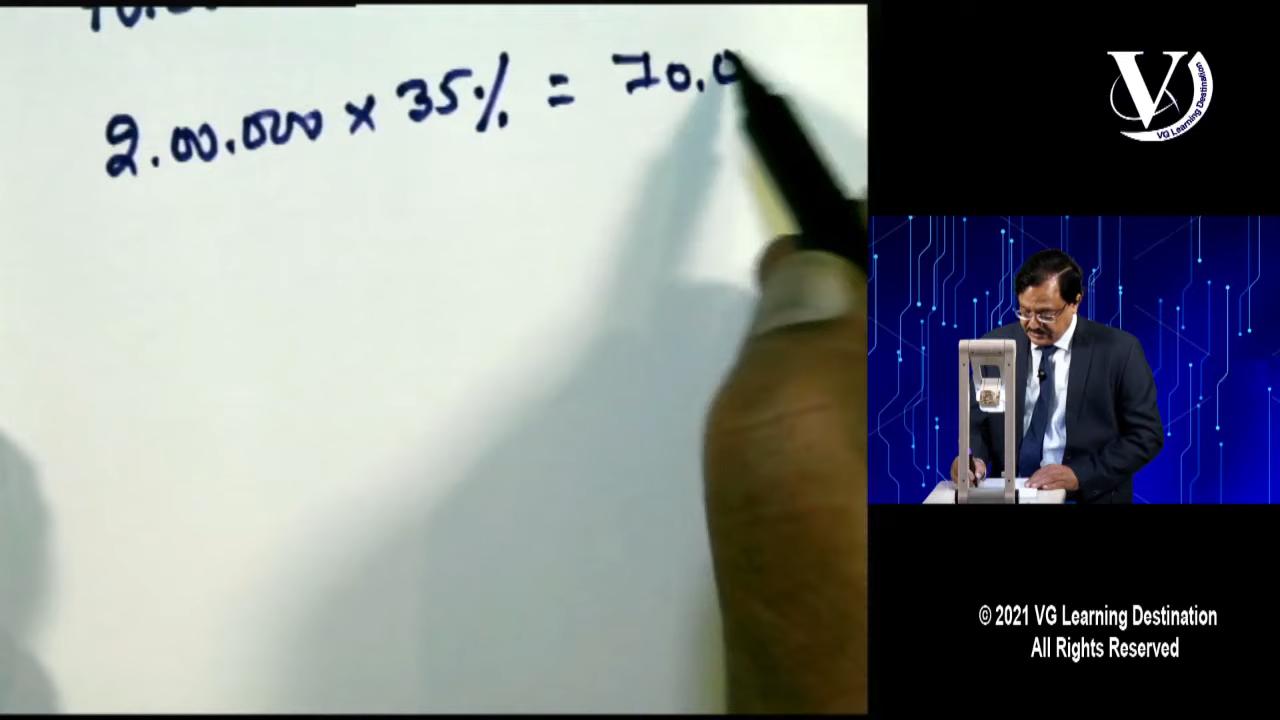 2.00.000 × 35% = 70.0
V
VG Learning Destination
© 2021 VG Learning Destination
All Rights Reserved